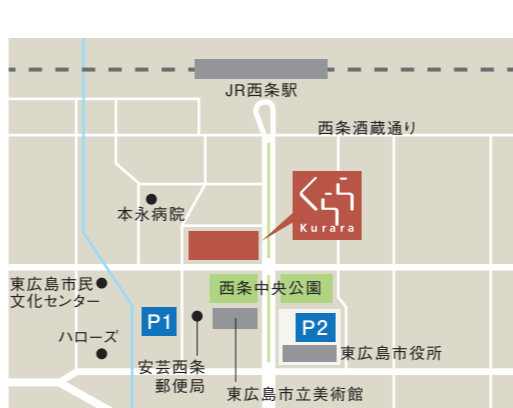 JR西条駅
西条酒蔵通り
くらら
Kurara
本永病院
西条中央公園
東広島市民
文化センター
P1
P2
ハローズ
東広島市役所
安芸西条
郵便局
東広島市立美術館